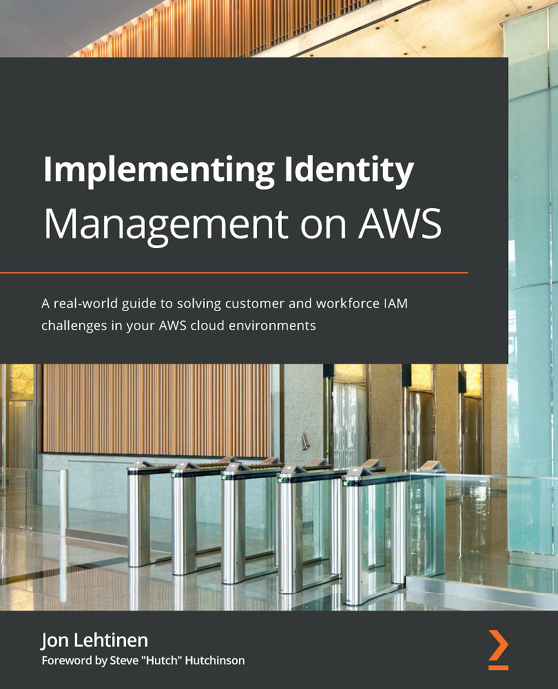 Implementing Identity
Management on AWS
A real-world guide to solving customer and workforce IAM
challenges in your AWS cloud environments
Jon Lehtinen
Foreword by Steve "Hutch" Hutchinson